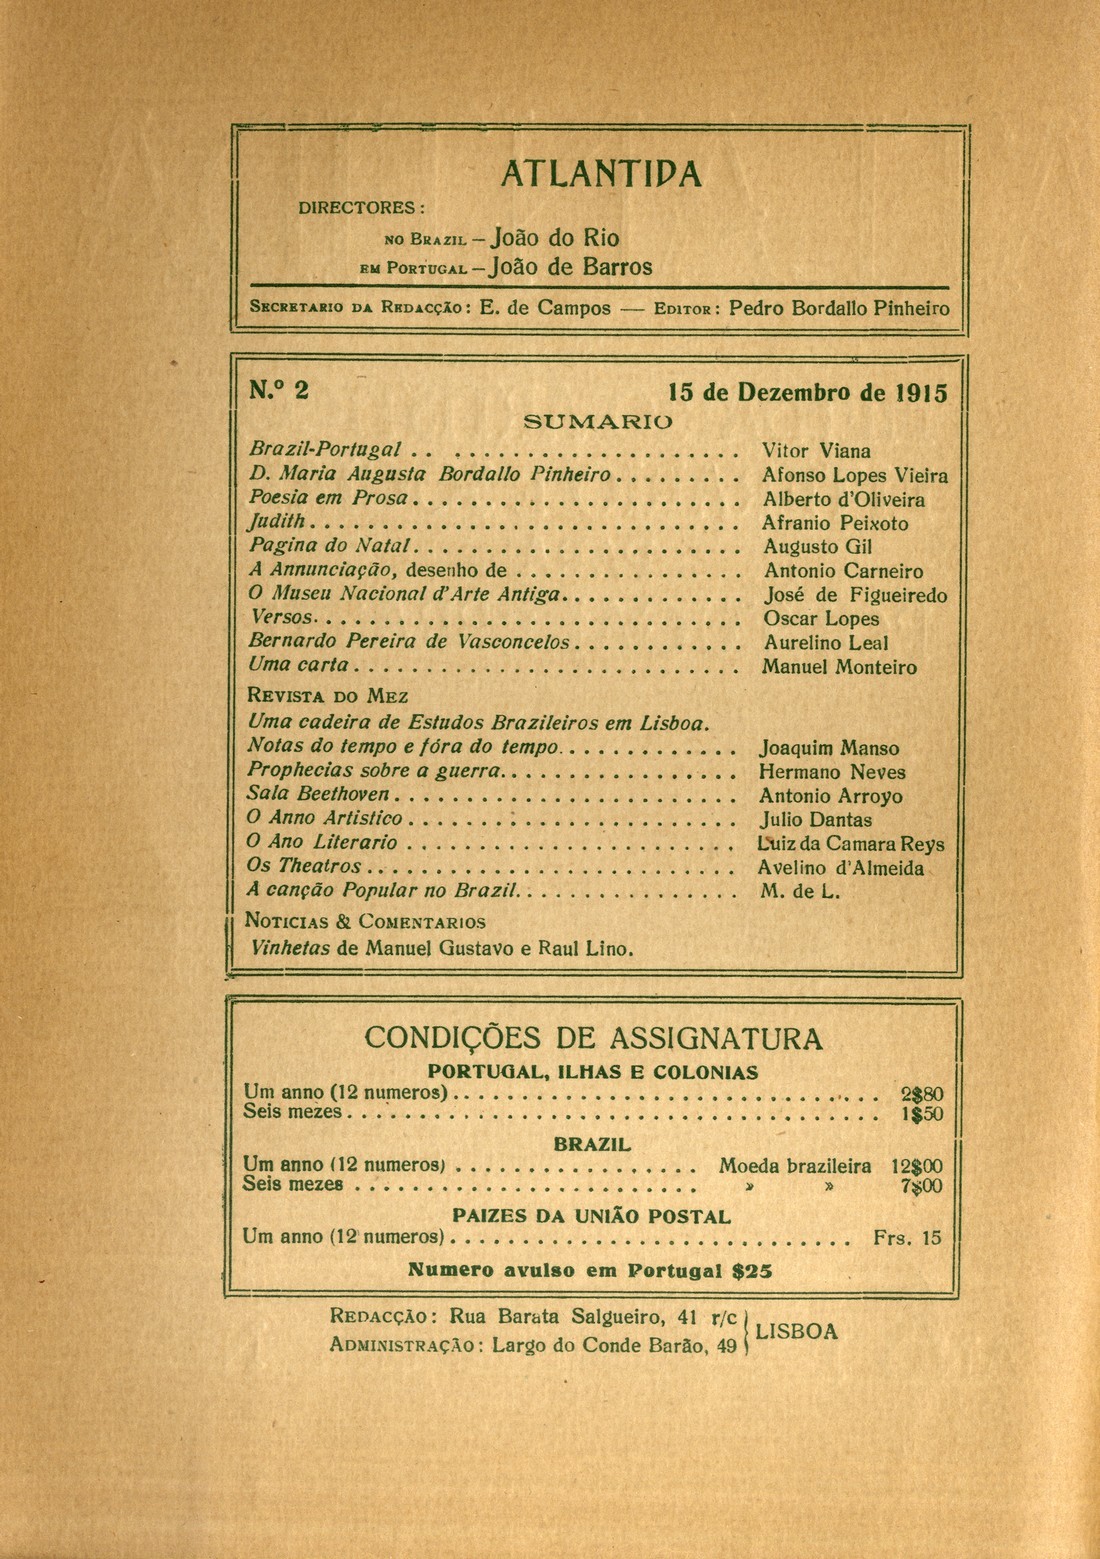 ATLANTIDA
DIRECTORES:
NO BRAZIL — João do Rio
EM PORTUGAL — João de Barros
SECRETARIO DA REDACÇÃO: E. de Campos — EDITOR: Pedro Bordallo Pinheiro
N.º 2 15 de Dezembro de 1915
SUMARIO
Brazil-Portugal . . . . . . . . . . . . . . . . . . . . Vitor Viana
D. Maria Augusta Bordallo Pinheiro . . . . . . . . . Afonso Lopes Vieira
Poesia em Prosa . . . . . . . . . . . . . . . . . . . . . . . Alberto d'Oliveira
Judith . . . . . . . . . . . . . . . . . . . . . . . . . . . . . . Afranio Peixoto
Pagina do Natal . . . . . . . . . . . . . . . . . . . . . . . Augusto Gil
A Annunciação, desenho de . . . . . . . . . . . . . . . . Antonio Carneiro
O Museu Nacional d'Arte Antiga . . . . . . . . . . . . . José de Figueiredo
Versos . . . . . . . . . . . . . . . . . . . . . . . . . . . . . . Oscar Lopes
Bernardo Pereira de Vasconcelos . . . . . . . . . . . . Aurelino Leal
Uma carta . . . . . . . . . . . . . . . . . . . . . . . . . . . Manuel Monteiro
REVISTA DO MEZ
Uma cadeira de Estudos Brazileiros em Lisboa.
Notas do tempo e fóra do tempo . . . . . . . . . . . . . Joaquim Manso
Prophecias sobre a guerra . . . . . . . . . . . . . . . . . Hermano Neves
Sala Beethoven . . . . . . . . . . . . . . . . . . . . . . . . Antonio Arroyo
O Anno Artistico . . . . . . . . . . . . . . . . . . . . . . . Julio Dantas
O Ano Literario . . . . . . . . . . . . . . . . . . . . . . . Luiz da Camara Reys
Os Theatros . . . . . . . . . . . . . . . . . . . . . . . . . . Avelino d'Almeida
A canção Popular no Brazil . . . . . . . . . . . . . . . . M. de L.
NOTICIAS & COMENTARIOS
Vinhetas de Manuel Gustavo e Raul Lino.
CONDIÇÕES DE ASSIGNATURA
PORTUGAL, ILHAS E COLONIAS
Um anno (12 numeros) . . . . . . . . . . . . . . . . . . . . . . . . . . . . . . 2$80
Seis mezes . . . . . . . . . . . . . . . . . . . . . . . . . . . . . . . . . . . . . 1$50
BRAZIL
Um anno (12 numeros) . . . . . . . . . . . . . . . . . Moeda brazileira 12$00
Seis mezes . . . . . . . . . . . . . . . . . . . . . . . . » » 7$00
PAIZES DA UNIÃO POSTAL
Um anno (12 numeros) . . . . . . . . . . . . . . . . . . . . . . . . . . . . Frs. 15
Numero avulso em Portugal $25
REDACÇÃO: Rua Barata Salgueiro, 41 r/c
ADMINISTRAÇÃO: Largo do Conde Barão, 49
LISBOA